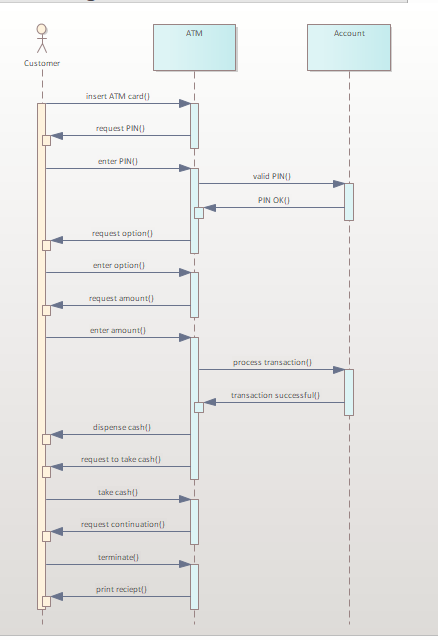 Customer
ATM
Account
insert ATM card()
request PIN()
enter PIN()
valid PIN()
PIN OK()
request option()
enter option()
request amount()
enter amount()
process transaction()
transaction successful()
dispense cash()
request to take cash()
take cash()
request continuation()
terminate()
print reciept()